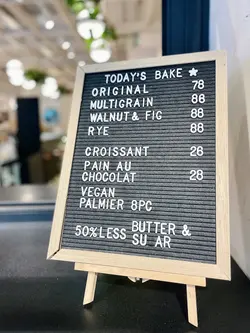 TODAY'S BAKE ★
ORIGINAL 78
MULTIGRAIN 88
WALNUT & FIG 88
RYE 88
CROISSANT 28
PAIN AU
CHOCOLAT 28
VEGAN
PALMIER 8PC
50% LESS BUTTER &
SU AR